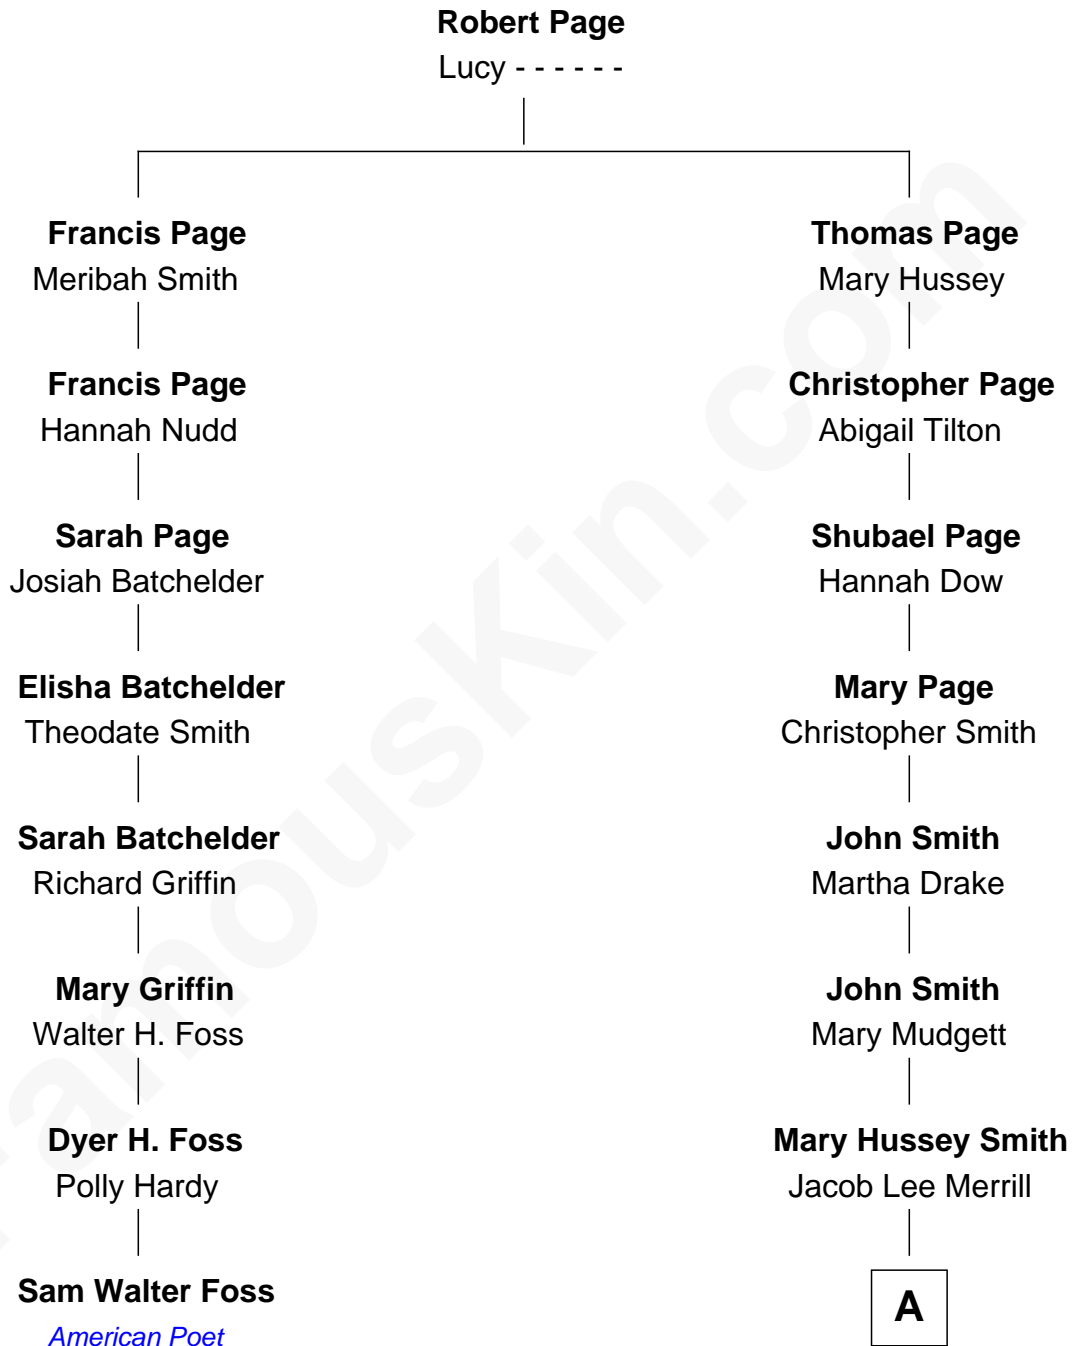 Robert Page
Lucy - - - - - -
Francis Page
Meribah Smith
Thomas Page
Mary Hussey
Francis Page
Hannah Nudd
Christopher Page
Abigail Tilton
Sarah Page
Josiah Batchelder
Shubael Page
Hannah Dow
Elisha Batchelder
Theodate Smith
Mary Page
Christopher Smith
Sarah Batchelder
Richard Griffin
John Smith
Martha Drake
Mary Griffin
Walter H. Foss
John Smith
Mary Mudgett
Dyer H. Foss
Polly Hardy
Mary Hussey Smith
Jacob Lee Merrill
Sam Walter Foss
American Poet
A
FamousKin.com